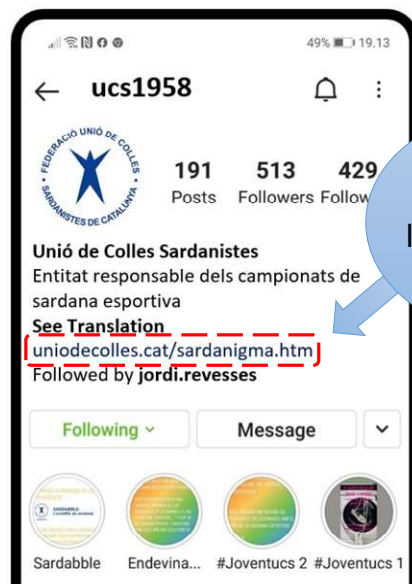 49% 19.13
ucs1958
FEDERACIÓ UNIÓ DE COLLES
SARDANISTES DE CATALUNYA
191 513 429
Posts Followers Follow
Unió de Colles Sardanistes
Entitat responsable dels campionats de
sardana esportiva
See Translation
uniodecolles.cat/sardanigma.htm
Followed by jordi.revesses
Following Message
SARDABBLE
Sardabble Endevina... #Joventucs 2 #Joventucs 1